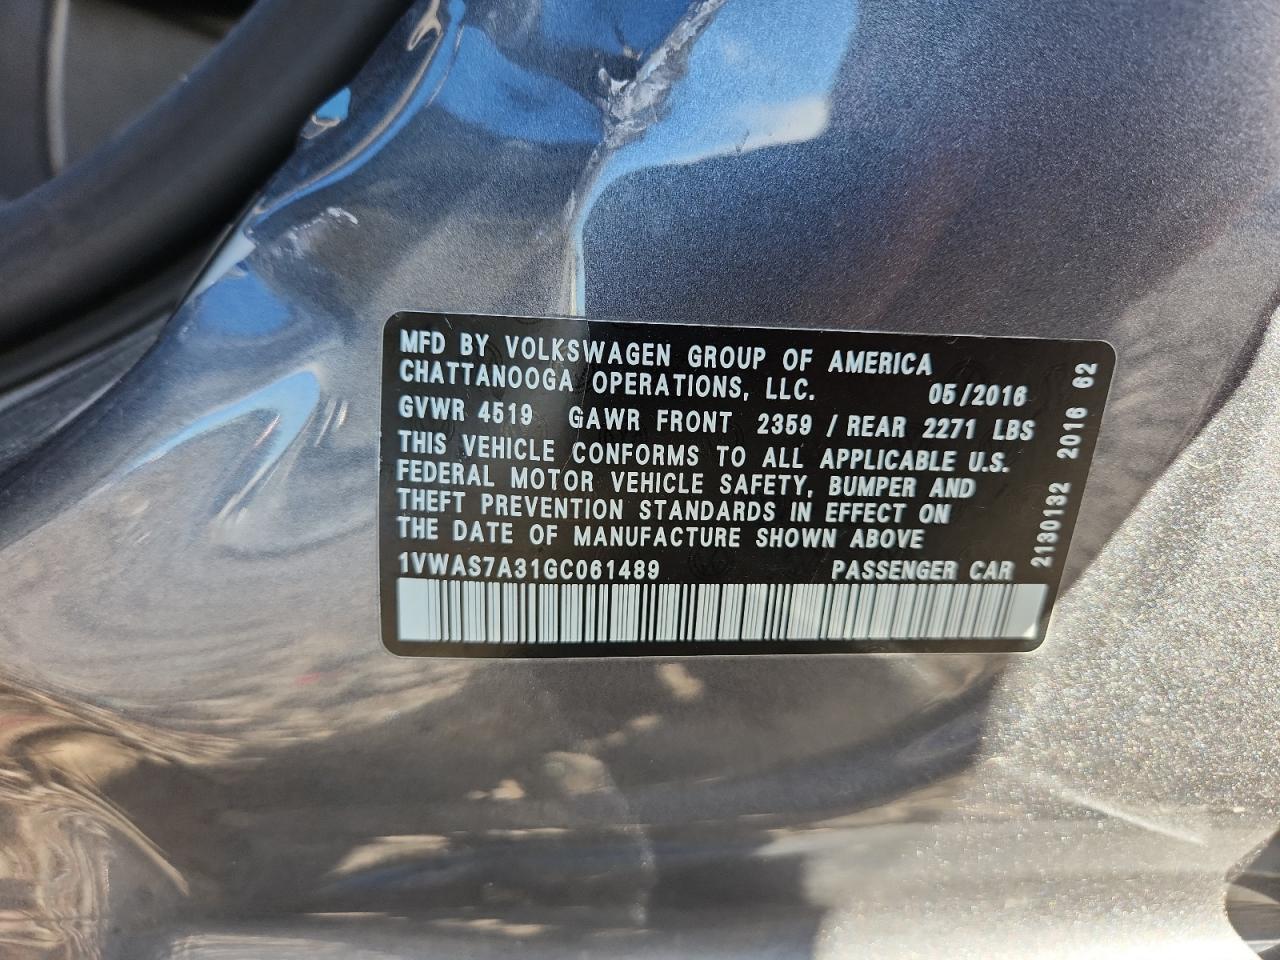 MFD BY VOLKSWAGEN GROUP OF AMERICA
CHATTANOOGA OPERATIONS, LLC. 05/2016
GVWR 4519 GAWR FRONT 2359 / REAR 2271 LBS
THIS VEHICLE CONFORMS TO ALL APPLICABLE U.S.
FEDERAL MOTOR VEHICLE SAFETY, BUMPER AND
THEFT PREVENTION STANDARDS IN EFFECT ON
THE DATE OF MANUFACTURE SHOWN ABOVE
1VWAS7A31GC061489 PASSENGER CAR
2130132 2016 62